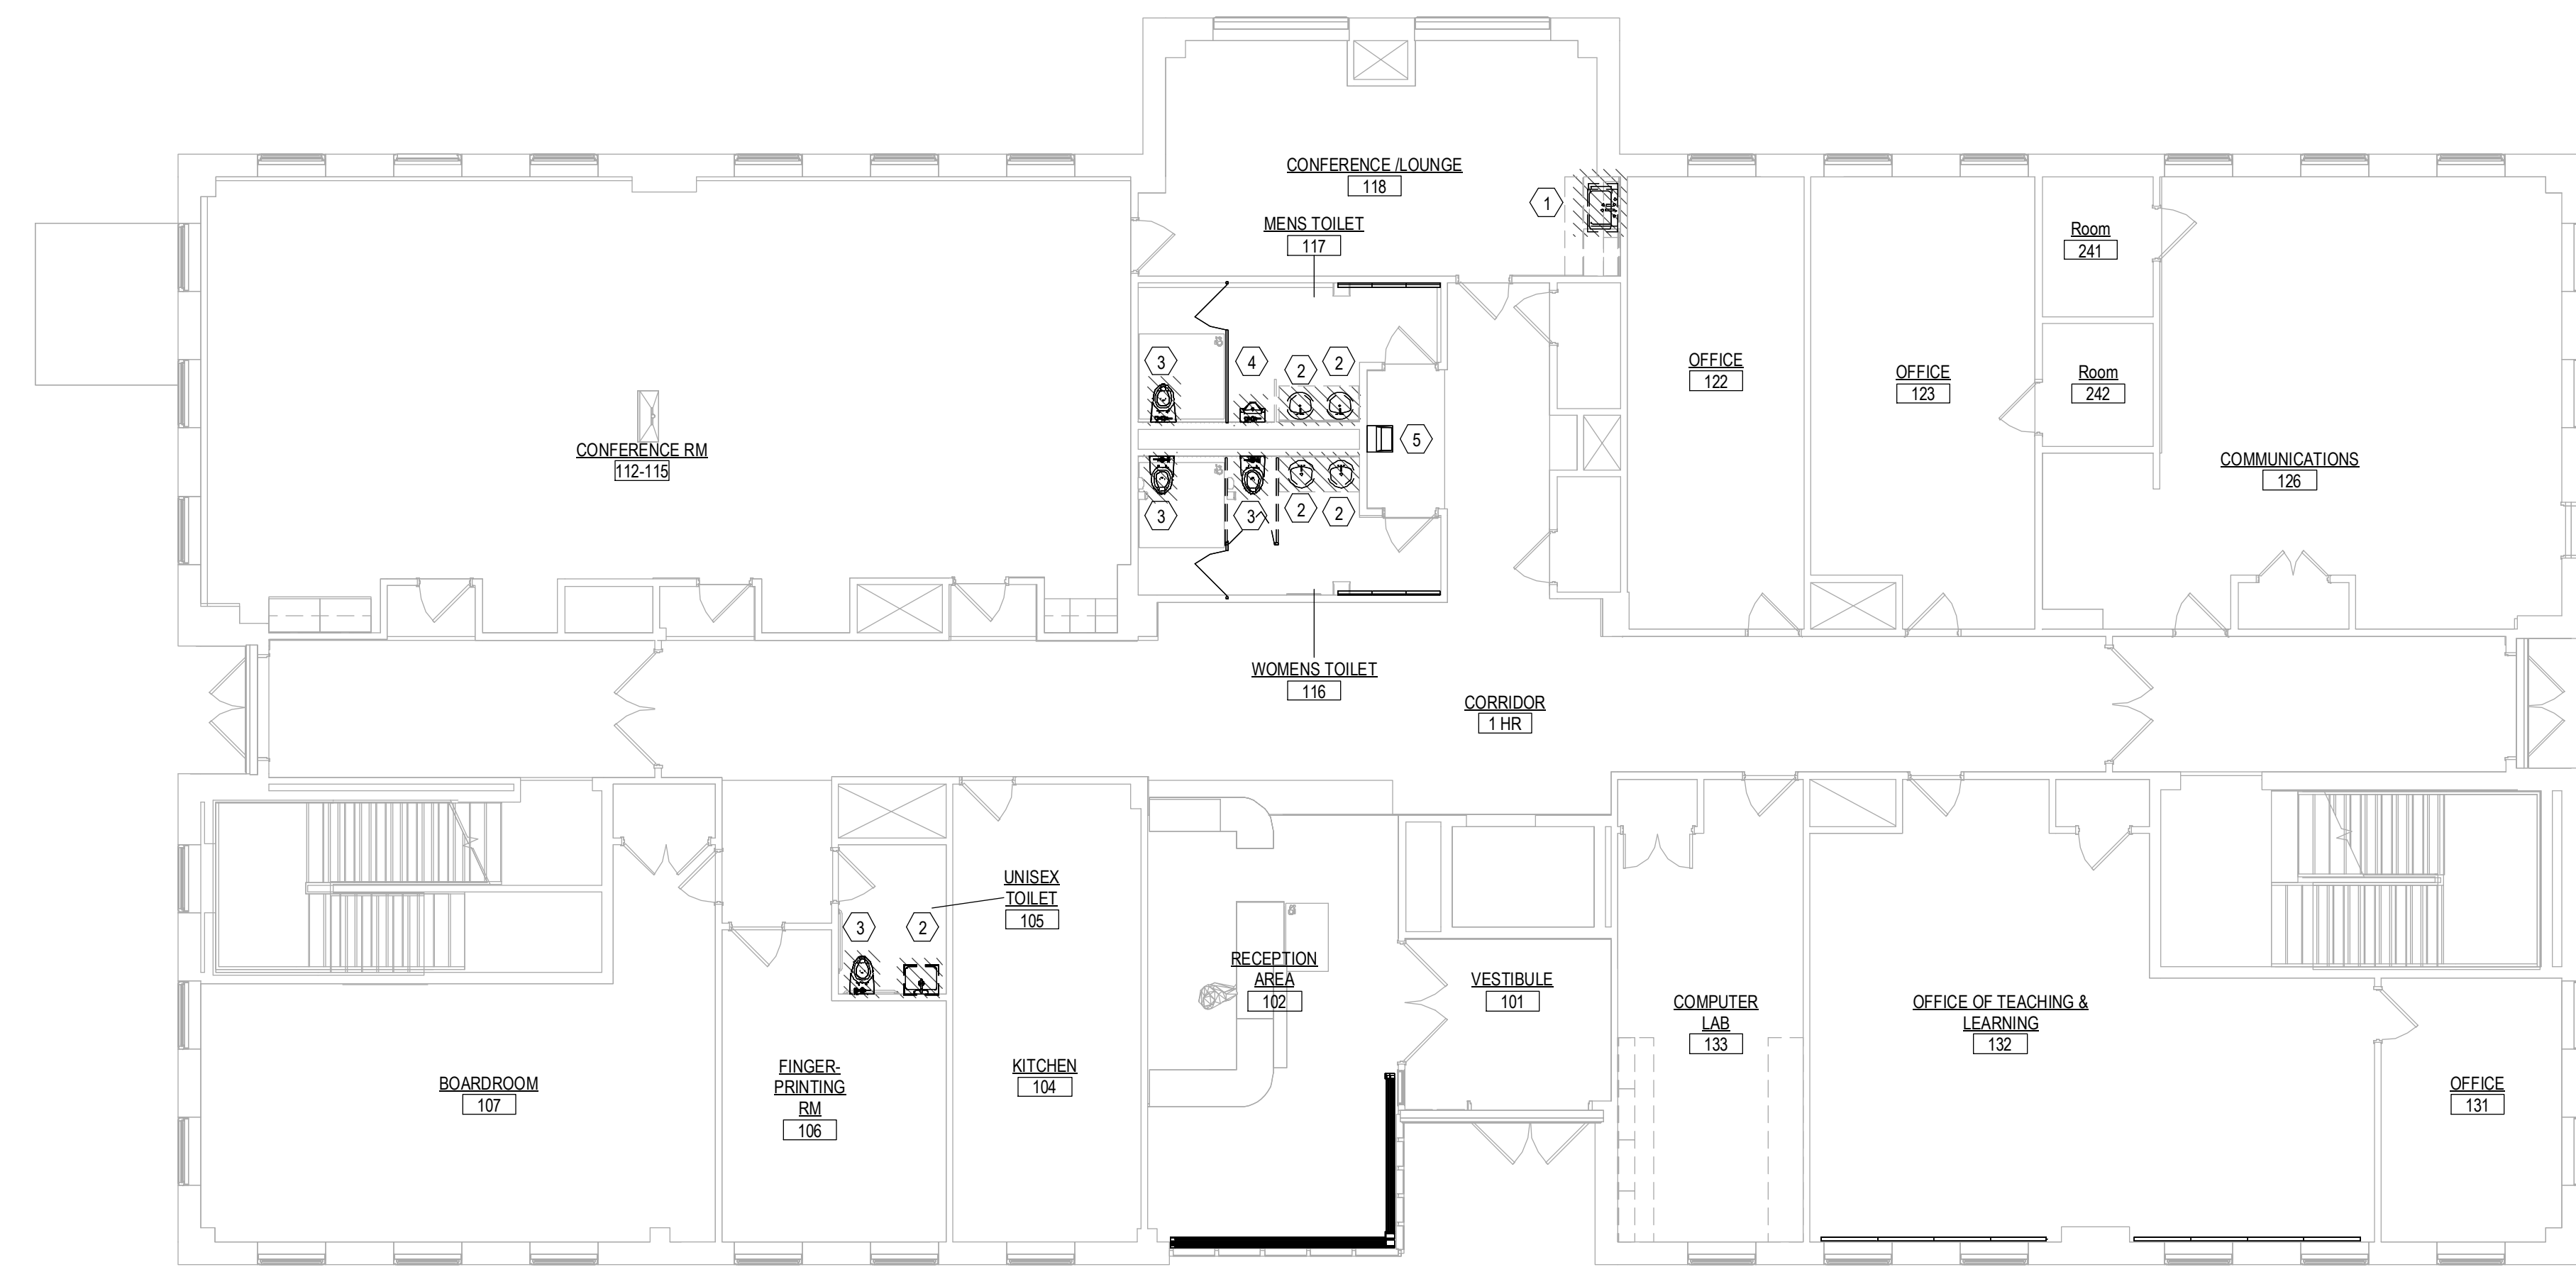 CONFERENCE /LOUNGE
118
1
MENS TOILET
117
Room
241
3
4
2
2
OFFICE
122
OFFICE
123
Room
242
5
CONFERENCE RM
112-115
COMMUNICATIONS
126
3
3
2
2
WOMENS TOILET
116
CORRIDOR
1 HR
UNISEX
TOILET
105
3
2
RECEPTION
AREA
102
VESTIBULE
101
COMPUTER
LAB
133
OFFICE OF TEACHING &
LEARNING
132
BOARDROOM
107
FINGER-
PRINTING
RM
106
KITCHEN
104
OFFICE
131